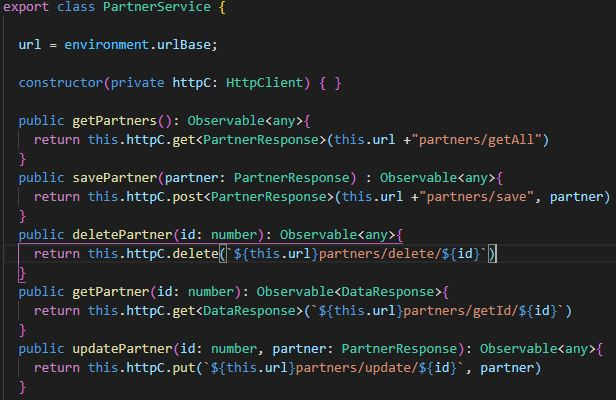 export class PartnerService {
url = environment.urlBase;
constructor(private httpC: HttpClient) { }
public getPartners(): Observable<any>{
return this.httpC.get<PartnerResponse>(this.url +"partners/getAll")
}
public savePartner(partner: PartnerResponse) : Observable<any>{
return this.httpC.post<PartnerResponse>(this.url +"partners/save", partner)
}
public deletePartner(id: number): Observable<any>{
return this.httpC.delete(`${this.url}partners/delete/${id}`)
}
public getPartner(id: number): Observable<DataResponse>{
return this.httpC.get<DataResponse>(`${this.url}partners/getId/${id}`)
}
public updatePartner(id: number, partner: PartnerResponse): Observable<any>{
return this.httpC.put(`${this.url}partners/update/${id}`, partner)
}